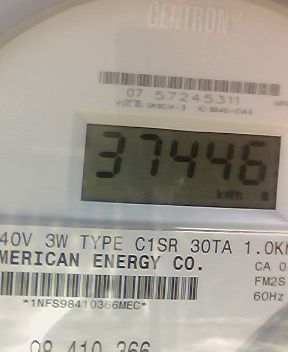 CENTRON
07 57245311
37446
kWh
40V 3W TYPE C1SR 30TA 1.0K
MERICAN ENERGY CO.
CA 0
FM2S
60Hz
*1NFS98410366MEC*
98 410 366